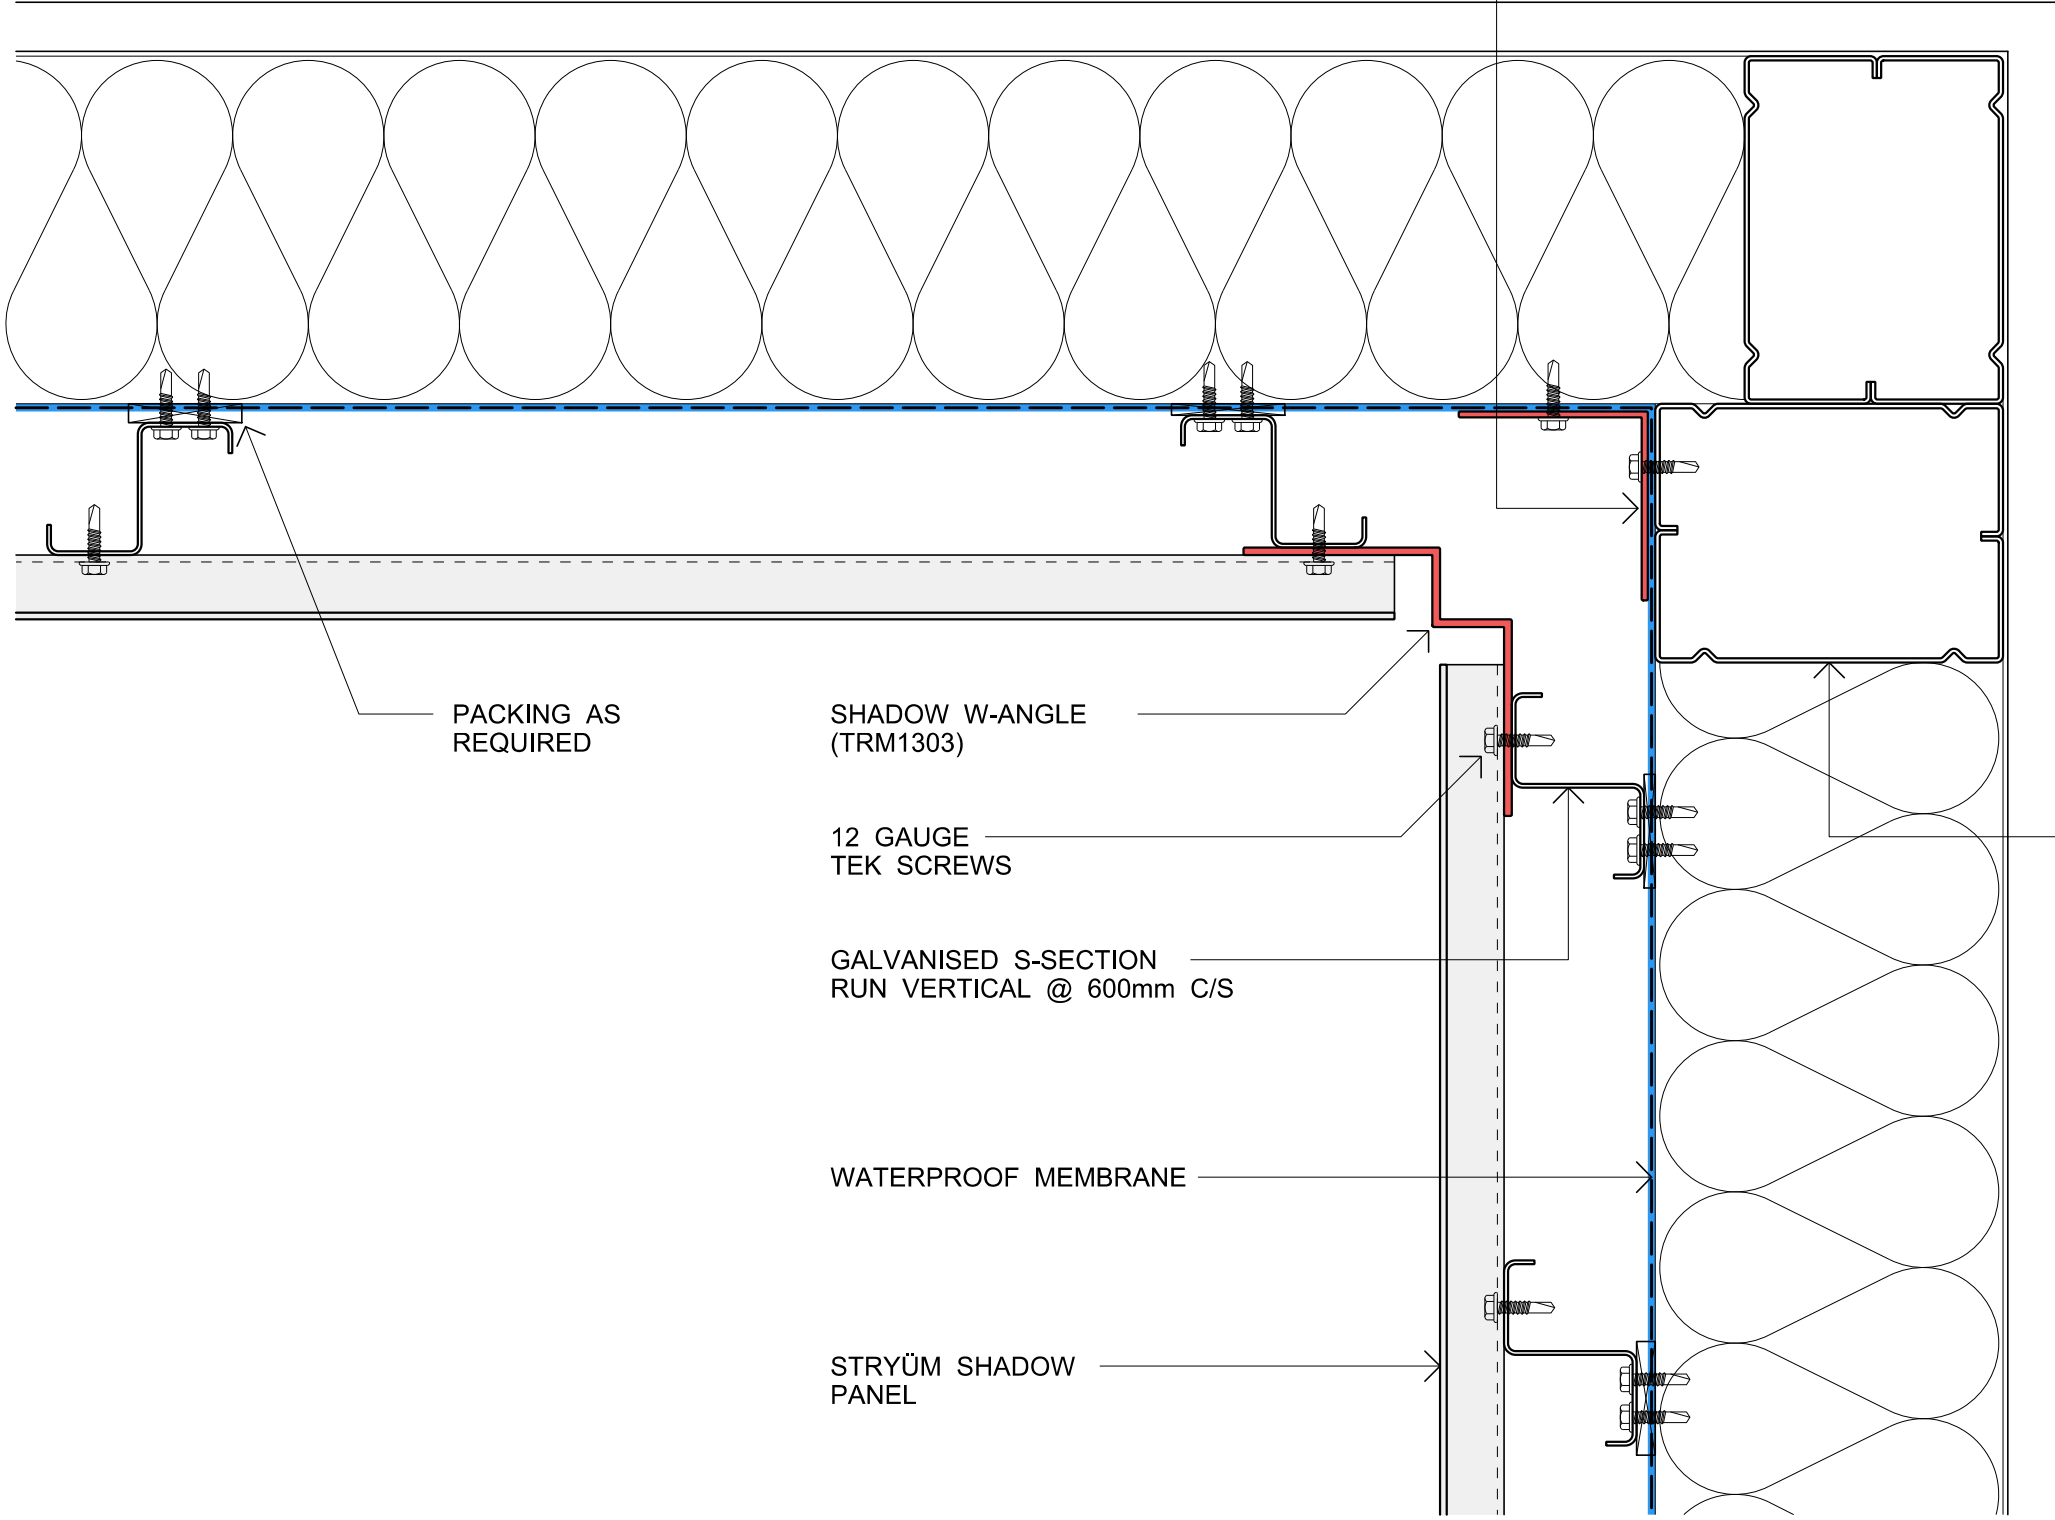 PACKING AS
REQUIRED
SHADOW W-ANGLE
(TRM1303)
12 GAUGE
TEK SCREWS
GALVANISED S-SECTION
RUN VERTICAL @ 600mm C/S
WATERPROOF MEMBRANE
STRYÜM SHADOW
PANEL